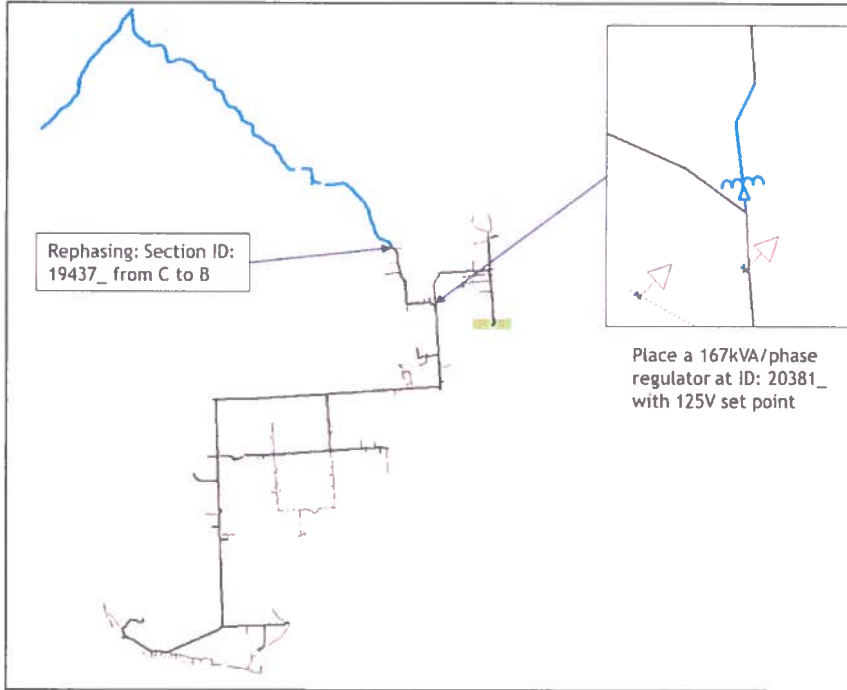 Rephasing: Section ID:
19437_ from C to B
Place a 167kVA/phase
regulator at ID: 20381_
with 125V set point